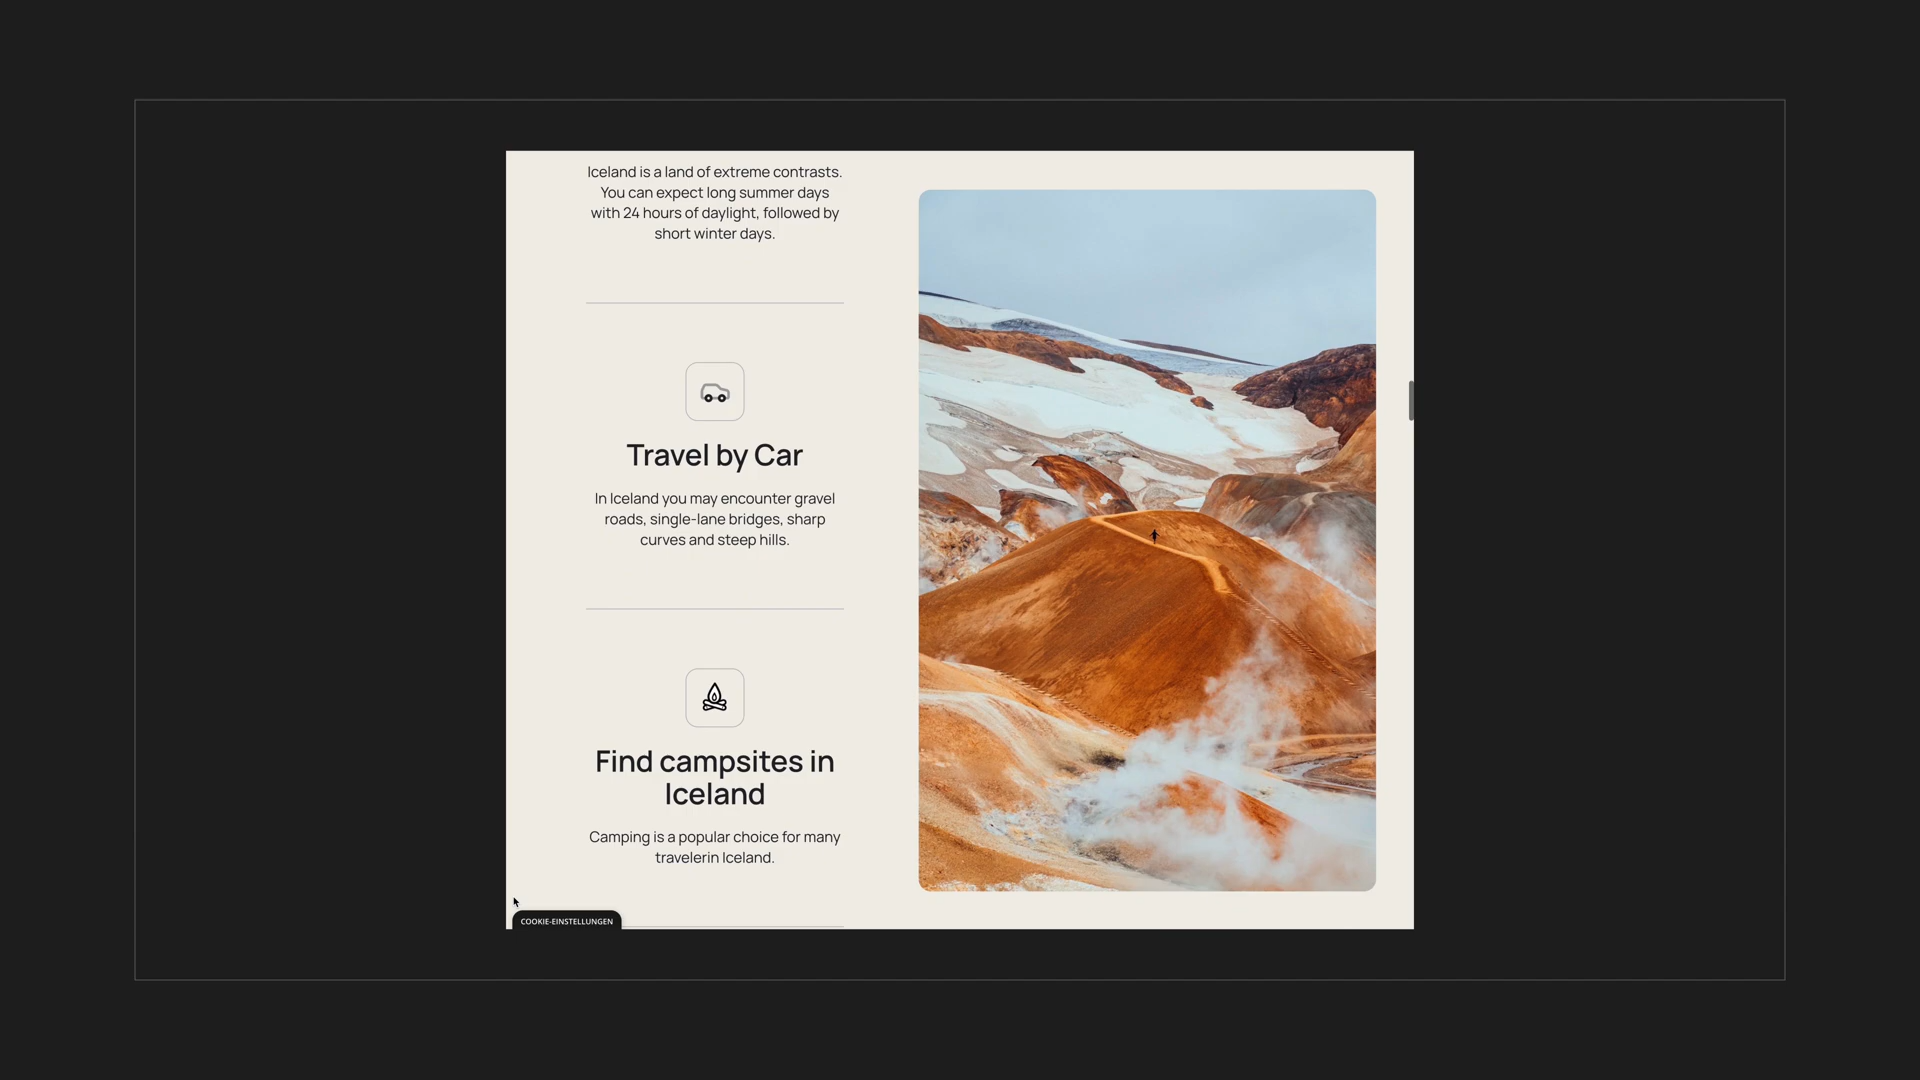 Iceland is a land of extreme contrasts.
You can expect long summer days
with 24 hours of daylight, followed by
short winter days.
Travel by Car
In Iceland you may encounter gravel
roads, single-lane bridges, sharp
curves and steep hills.
Find campsites in
Iceland
Camping is a popular choice for many
travelerin Iceland.
COOKIE-EINSTELLUNGEN